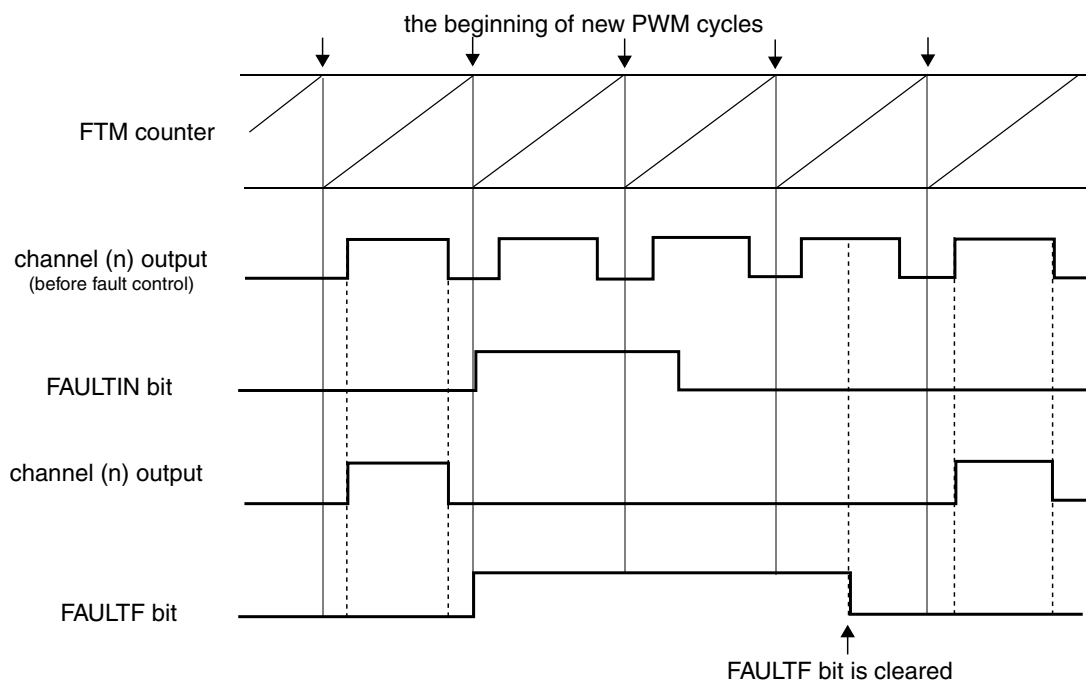 the beginning of new PWM cycles
FTM counter
channel (n) output
(before fault control)
FAULTIN bit
channel (n) output
FAULTF bit
FAULTF bit is cleared